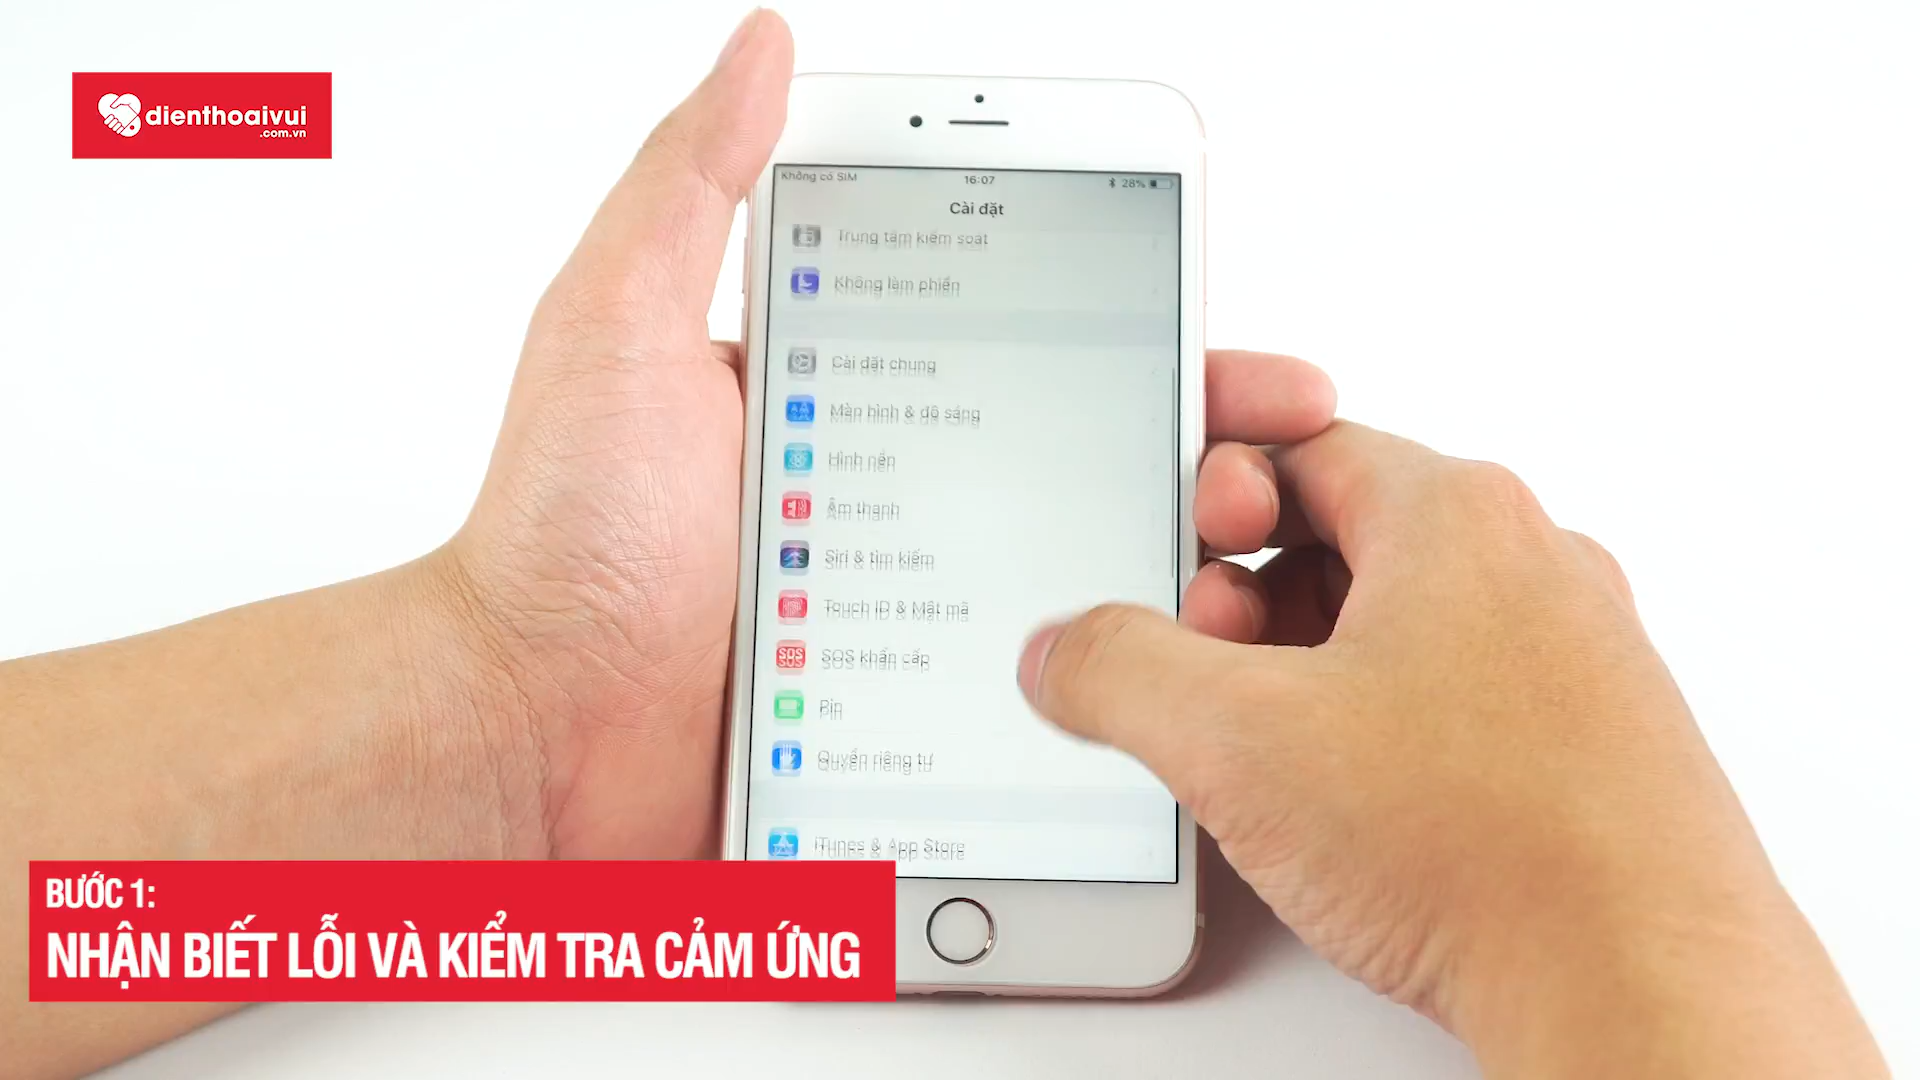 dienthoaivui
.com.vn
Không có SIM
16:07
28%
Cài đặt
Trung tâm kiểm soát
Không làm phiền
Cài đặt chung
Màn hình & độ sáng
Hình nền
Âm thanh
Siri & tìm kiếm
Touch ID & Mật mã
SOS
SOS khẩn cấp
Pin
Quyền riêng tư
iTunes & App Store
BƯỚC 1:
NHẬN BIẾT LỖI VÀ KIỂM TRA CẢM ỨNG